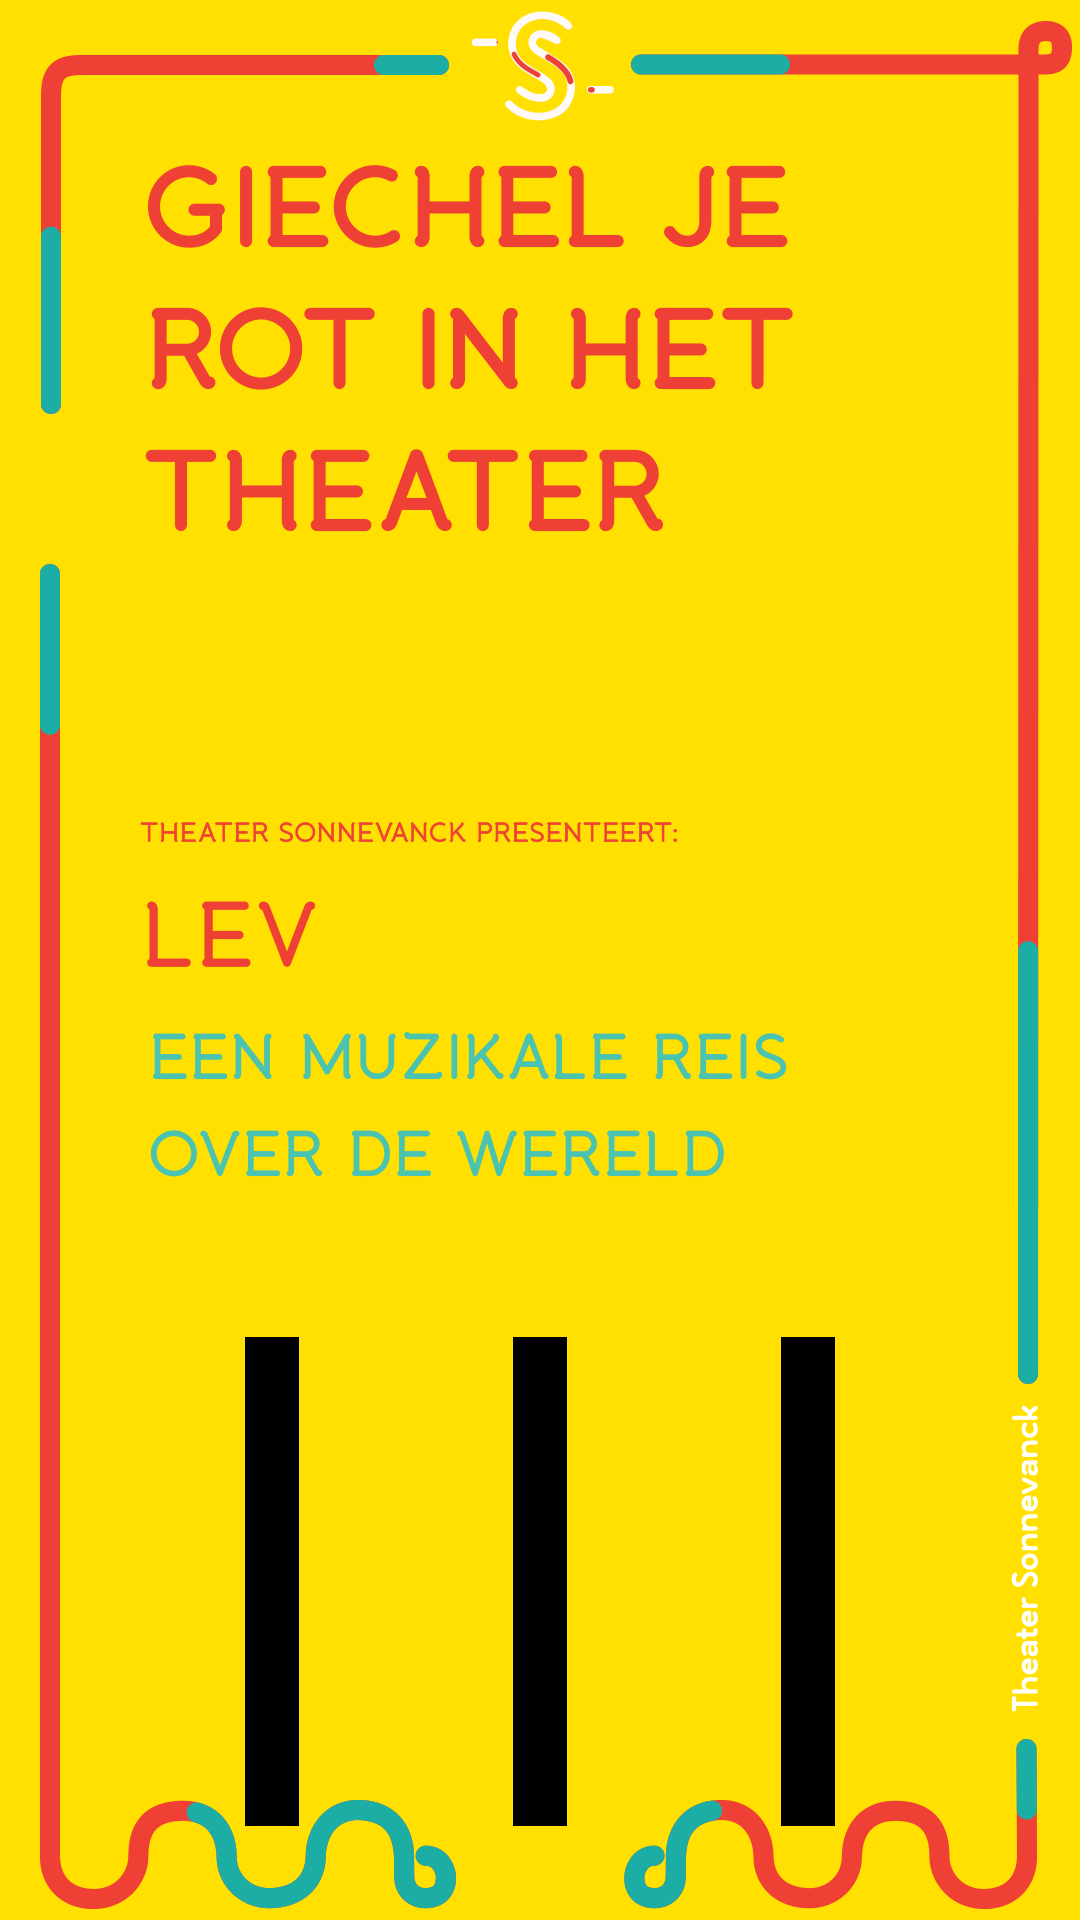 GIECHEL JE
ROT IN HET
THEATER
THEATER SONNEVANCK PRESENTEERT:
LEV
EEN MUZIKALE REIS
OVER DE WERELD
Theater Sonnevanck